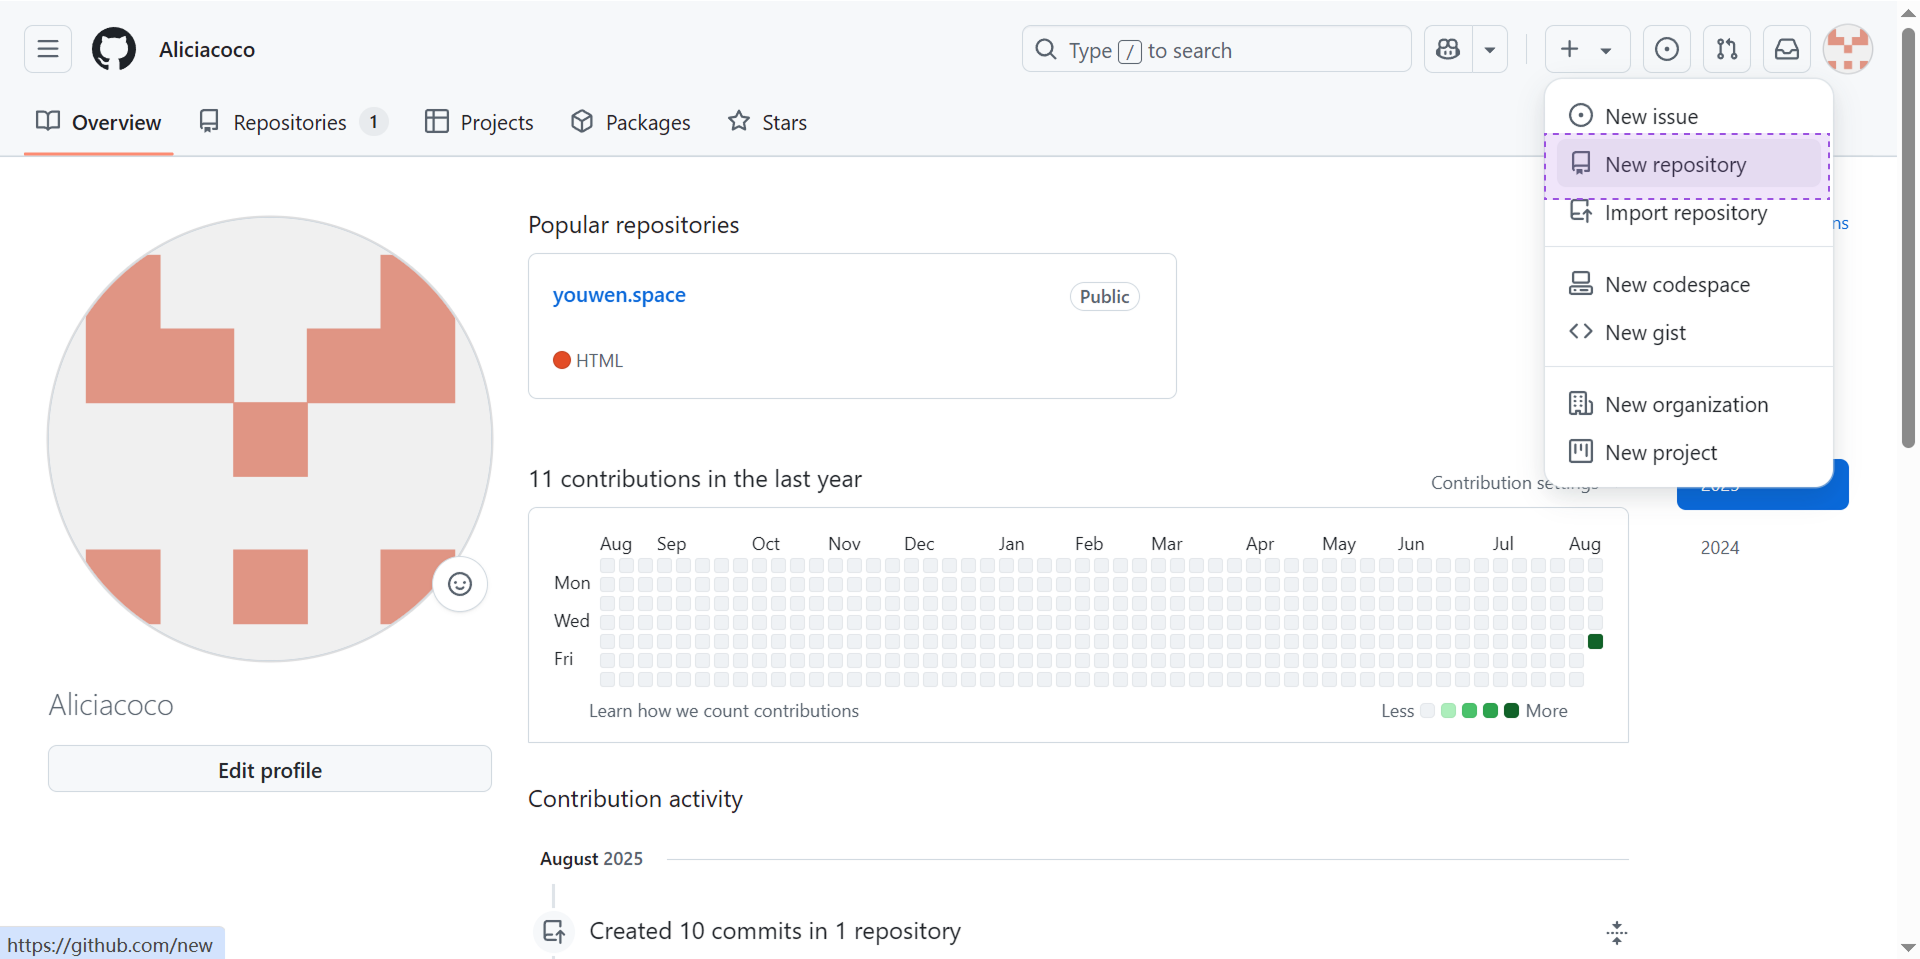 Aliciacoco
Type / to search
Overview
Repositories 1
Projects
Packages
Stars
New issue
New repository
Import repository
New codespace
New gist
New organization
New project
Popular repositories
ns
youwen.space
Public
HTML
11 contributions in the last year
Contribution settings
2025
2024
Aug Sep Oct Nov Dec Jan Feb Mar Apr May Jun Jul Aug
Mon
Wed
Fri
Learn how we count contributions
Less
More
Aliciacoco
Edit profile
Contribution activity
August 2025
Created 10 commits in 1 repository
https://github.com/new